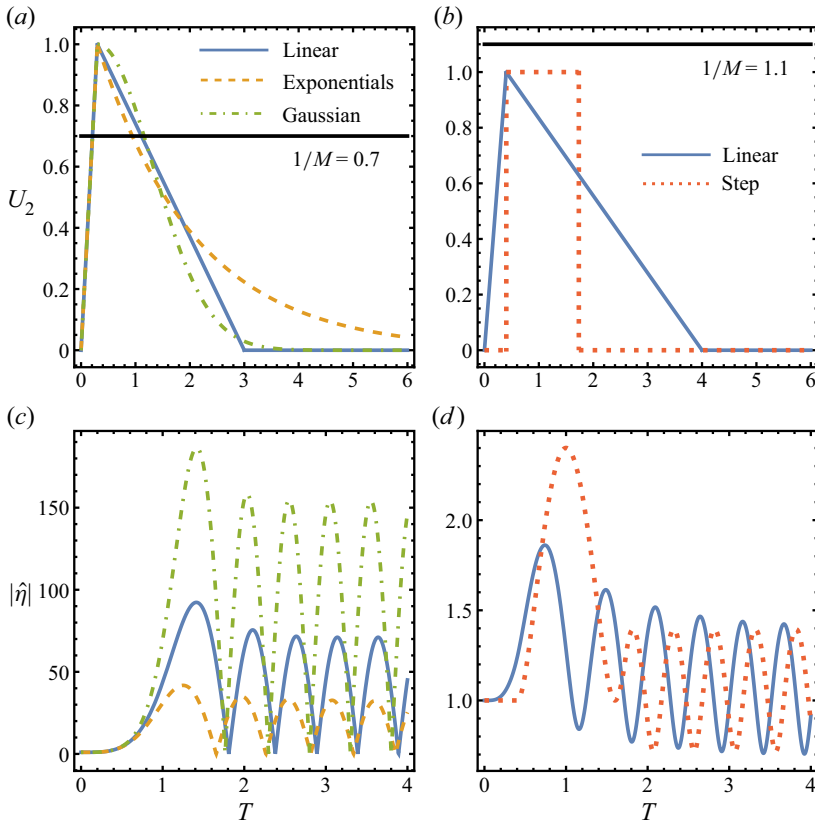 (a)
(b)
1.0
0.8
0.6
0.4
0.2
0
U2
Linear
Exponentials
Gaussian
1/M = 0.7
0 1 2 3 4 5 6
1.0
0.8
0.6
0.4
0.2
0
1/M = 1.1
Linear
Step
0 1 2 3 4 5 6
(c)
(d)
150
100
50
0
|η̂|
0 1 2 3 4
T
2.0
1.5
1.0
0 1 2 3 4
T